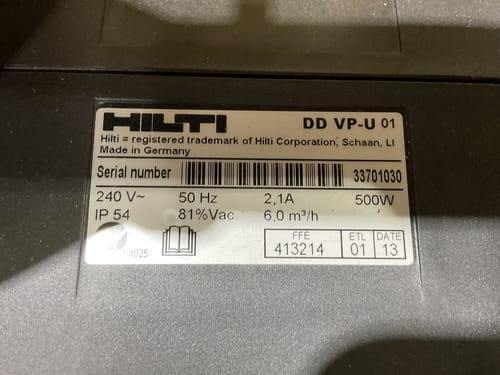 HILTI DD VP-U 01
Hilti = registered trademark of Hilti Corporation, Schaan, LI
Made in Germany
Serial number 33701030
240 V~ 50 Hz 2,1A 500W
IP 54 81%Vac. 6,0 m³/h
FFE ETL DATE
413214 01 13
4025